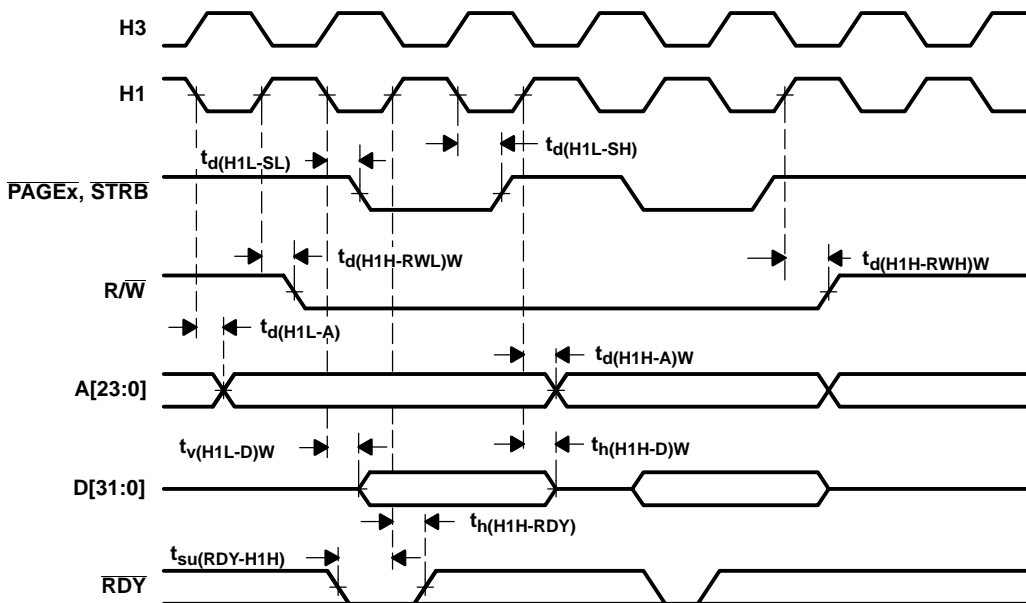 H3
H1
td(H1L-SL)
td(H1L-SH)
PAGEx, STRB
td(H1H-RWL)W
td(H1H-RWH)W
R/W
td(H1L-A)
td(H1H-A)W
A[23:0]
tv(H1L-D)W
th(H1H-D)W
D[31:0]
th(H1H-RDY)
tsu(RDY-H1H)
RDY